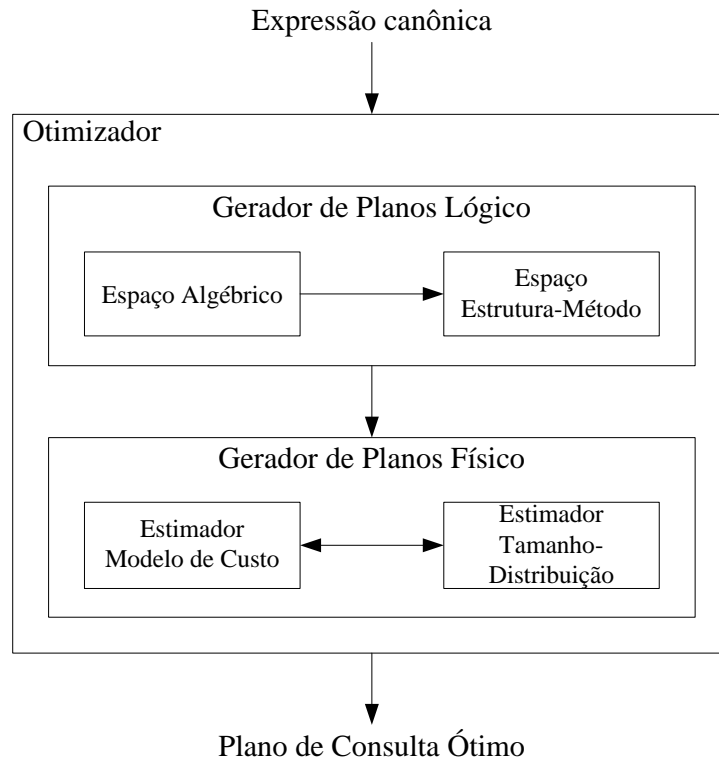 Expressão canônica
Otimizador
Gerador de Planos Lógico
Espaço Algébrico
Espaço
Estrutura-Método
Gerador de Planos Físico
Estimador
Modelo de Custo
Estimador
Tamanho-
Distribuição
Plano de Consulta Ótimo